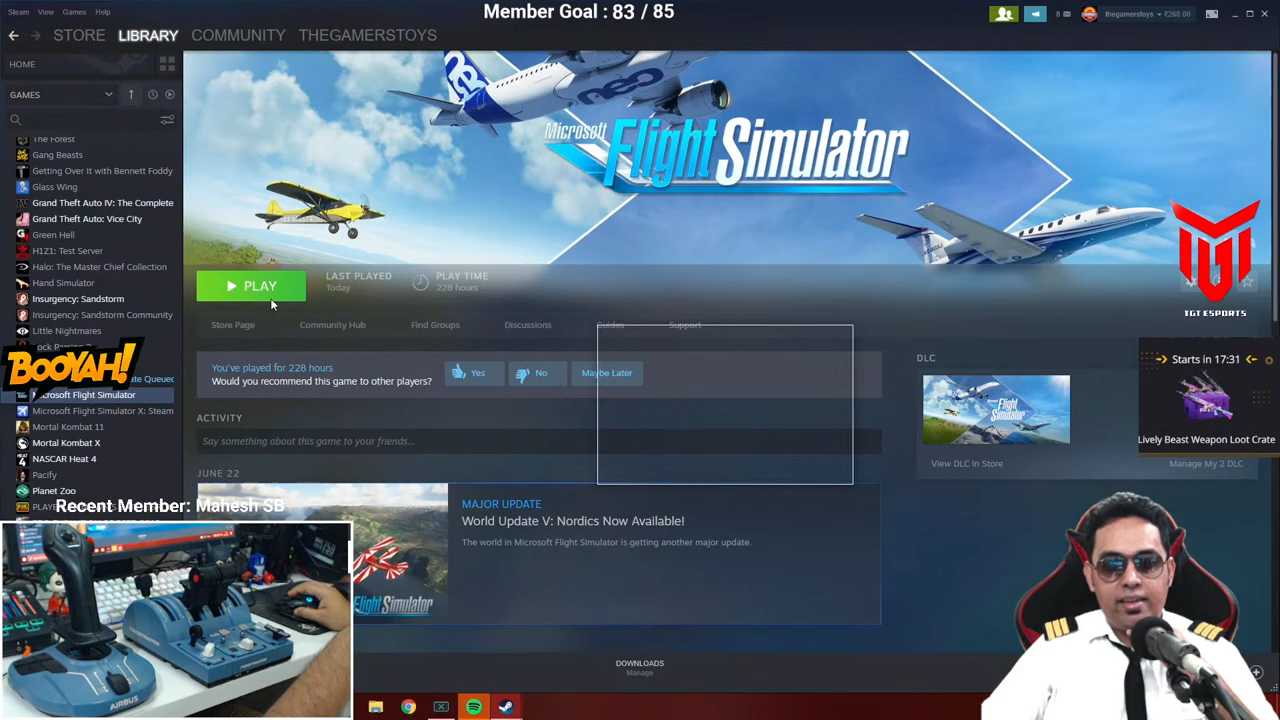 Member Goal : 83 / 85
Steam View Games Help
8 thegamerstoys ₹268.00
STORE LIBRARY COMMUNITY THEGAMERSTOYS
HOME
GAMES
The Forest
Gang Beasts
Getting Over It with Bennett Foddy
Glass Wing
Grand Theft Auto IV: The Complete
Grand Theft Auto: Vice City
Green Hell
H1Z1: Test Server
Halo: The Master Chief Collection
Hand Simulator
Insurgency: Sandstorm
Insurgency: Sandstorm Community
Little Nightmares
BOOYAH!
Queued
Microsoft Flight Simulator
Microsoft Flight Simulator X: Steam
Mortal Kombat 11
Mortal Kombat X
NASCAR Heat 4
Pacify
Planet Zoo
Recent Member: Mahesh SB
AIRBUS
neo
Microsoft
Flight Simulator
PLAY
LAST PLAYED
Today
PLAY TIME
228 hours
Store Page Community Hub Find Groups Discussions Guides Support
You've played for 228 hours
Would you recommend this game to other players?
Yes No Maybe Later
ACTIVITY
Say something about this game to your friends...
JUNE 22
MAJOR UPDATE
World Update V: Nordics Now Available!
The world in Microsoft Flight Simulator is getting another major update.
Flight Simulator
DLC
View DLC In Store
Manage My 2 DLC
TGT ESPORTS
Starts in 17:31
Lively Beast Weapon Loot Crate
DOWNLOADS
Manage